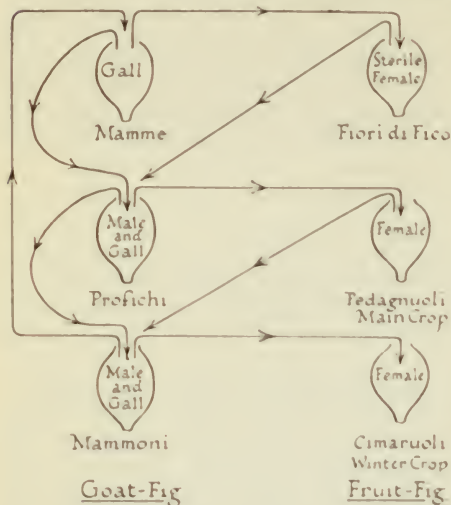 Gall
Mamme
Sterile
Female
Fiori di Fico
Male
and
Gall
Profichi
Female
Pedagnuoli
Main Crop
Male
and
Gall
Mammoni
Female
Cimaruoli
Winter Crop
Goat-Fig
Fruit-Fig